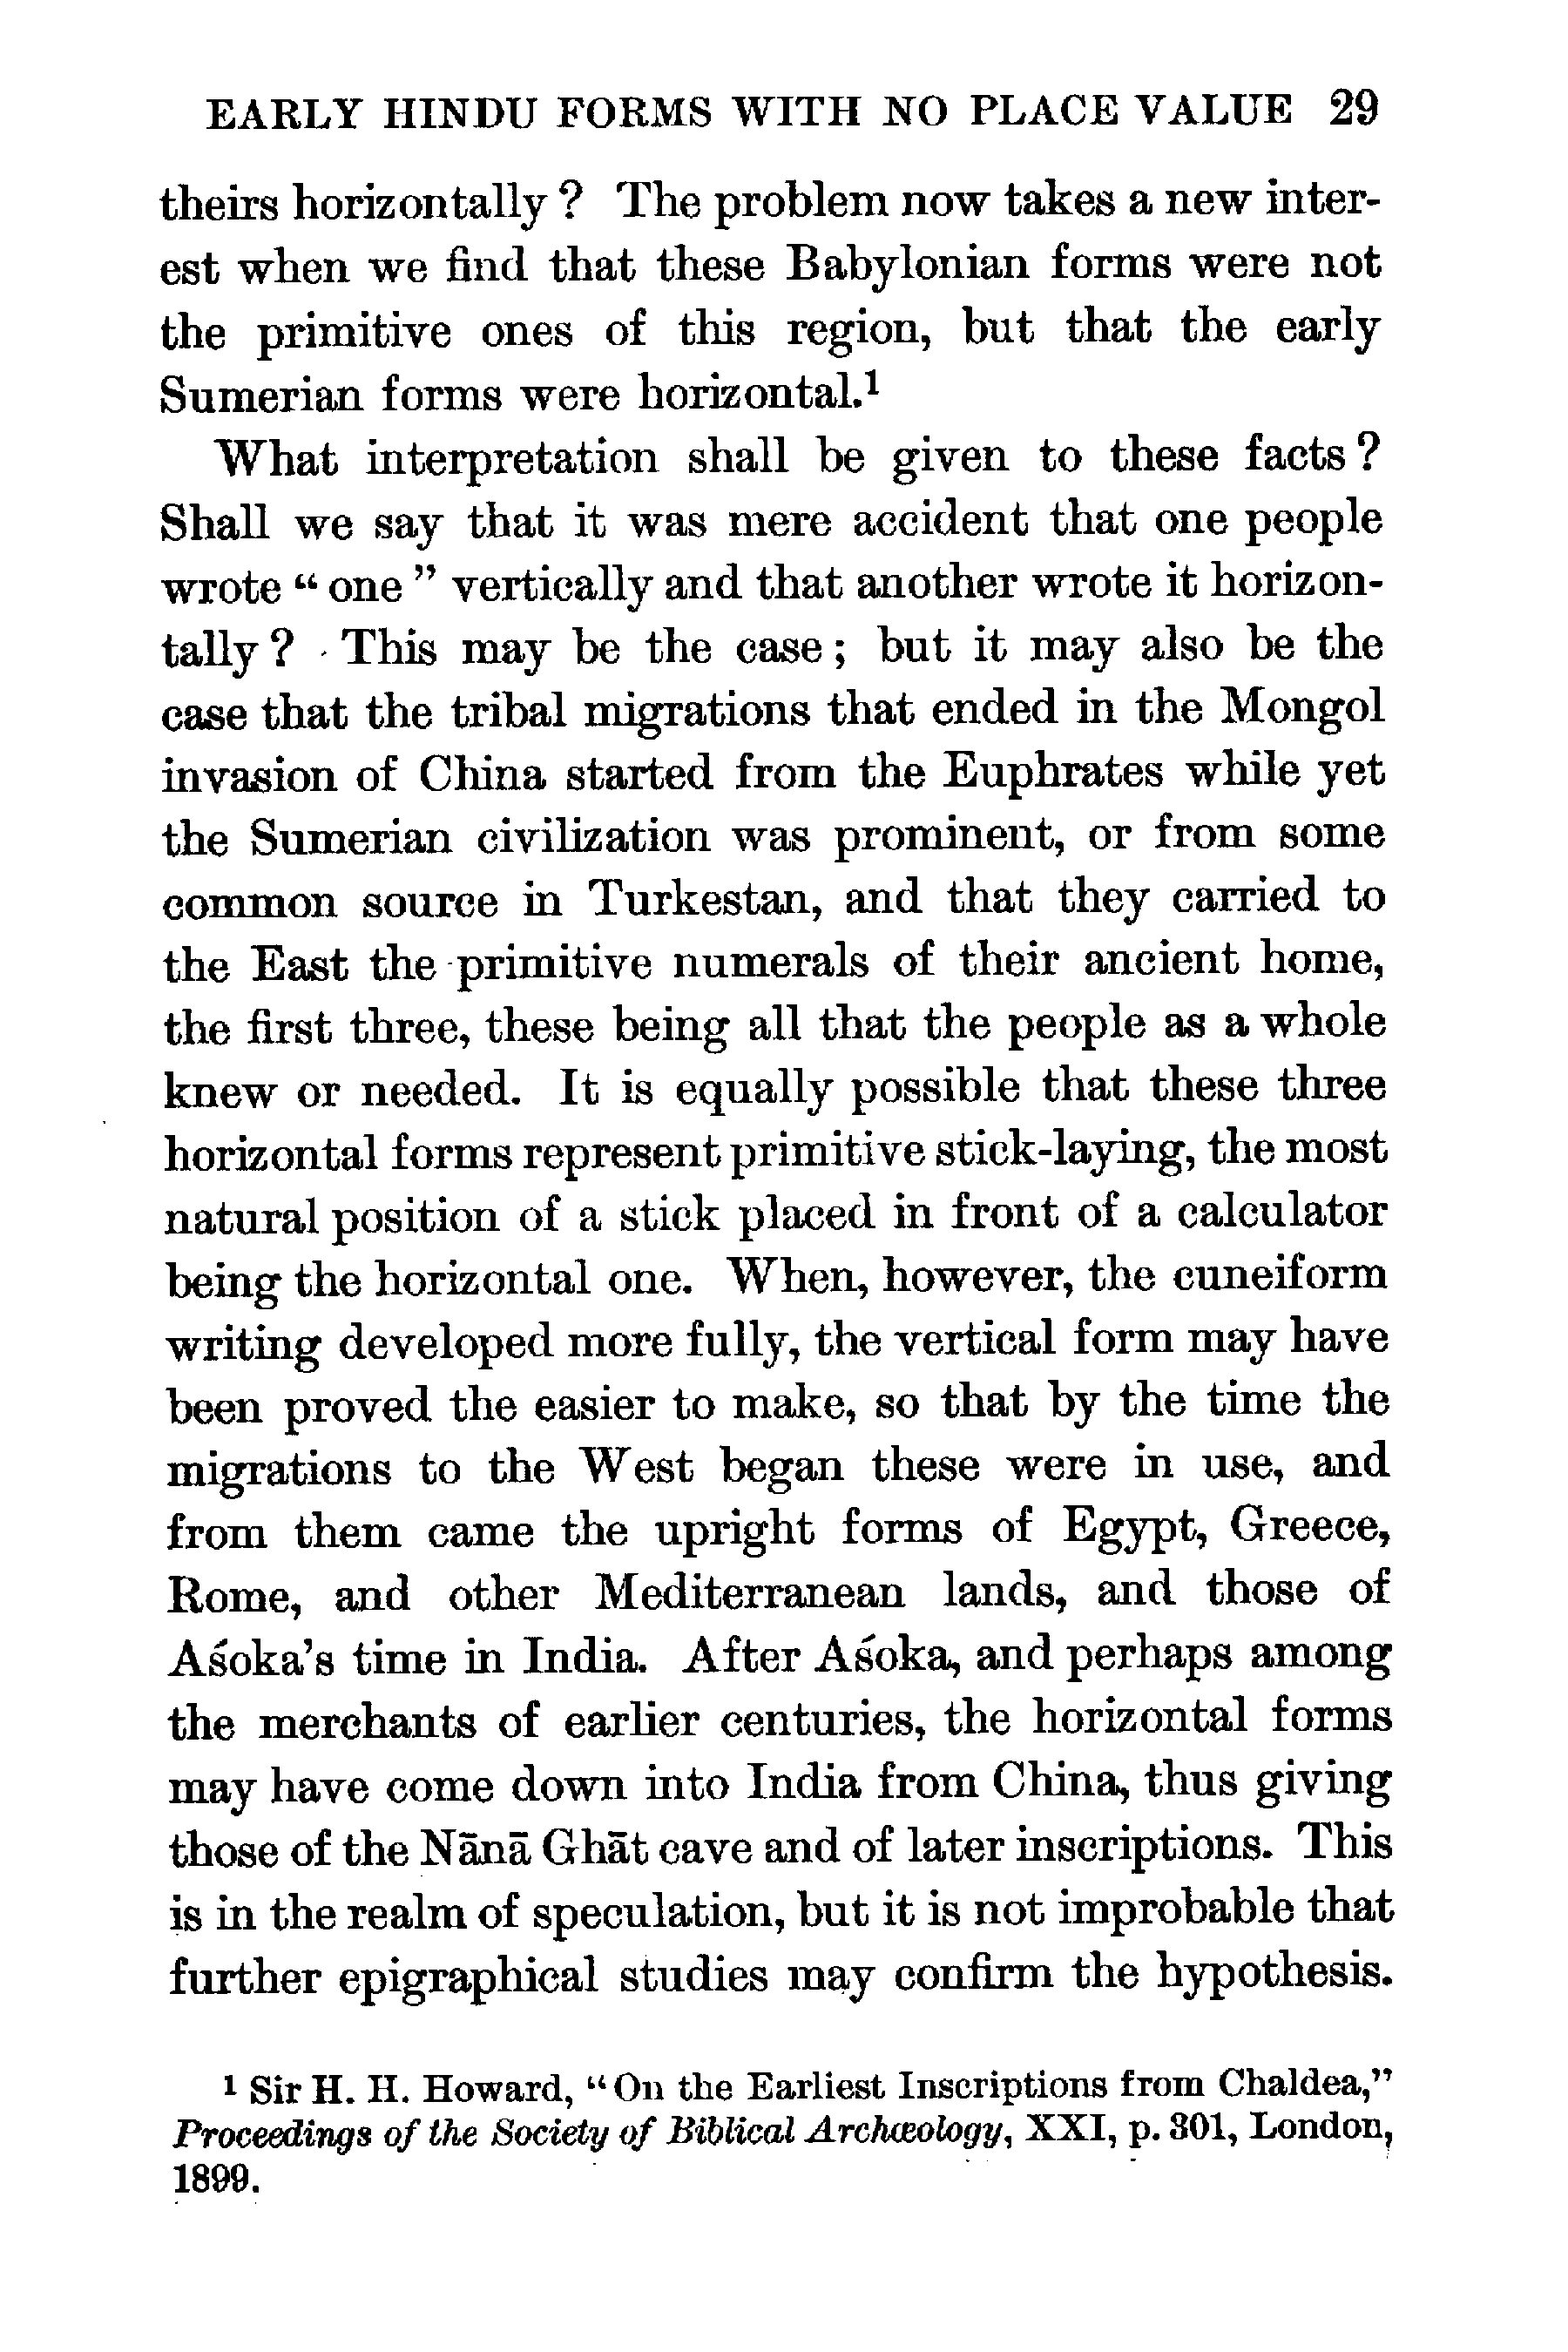 EARLY HINDU FORMS WITH NO PLACE VALUE 29
theirs horizontally? The problem now takes a new inter-
est when we find that these Babylonian forms were not
the primitive ones of this region, but that the early
Sumerian forms were horizontal.¹
What interpretation shall be given to these facts?
Shall we say that it was mere accident that one people
wrote “one” vertically and that another wrote it horizon-
tally? This may be the case; but it may also be the
case that the tribal migrations that ended in the Mongol
invasion of China started from the Euphrates while yet
the Sumerian civilization was prominent, or from some
common source in Turkestan, and that they carried to
the East the primitive numerals of their ancient home,
the first three, these being all that the people as a whole
knew or needed. It is equally possible that these three
horizontal forms represent primitive stick-laying, the most
natural position of a stick placed in front of a calculator
being the horizontal one. When, however, the cuneiform
writing developed more fully, the vertical form may have
been proved the easier to make, so that by the time the
migrations to the West began these were in use, and
from them came the upright forms of Egypt, Greece,
Rome, and other Mediterranean lands, and those of
Aśoka's time in India. After Aśoka, and perhaps among
the merchants of earlier centuries, the horizontal forms
may have come down into India from China, thus giving
those of the Nānā Ghāt cave and of later inscriptions. This
is in the realm of speculation, but it is not improbable that
further epigraphical studies may confirm the hypothesis.
¹ Sir H. H. Howard, “On the Earliest Inscriptions from Chaldea,”
Proceedings of the Society of Biblical Archæology, XXI, p. 301, London,
1899.